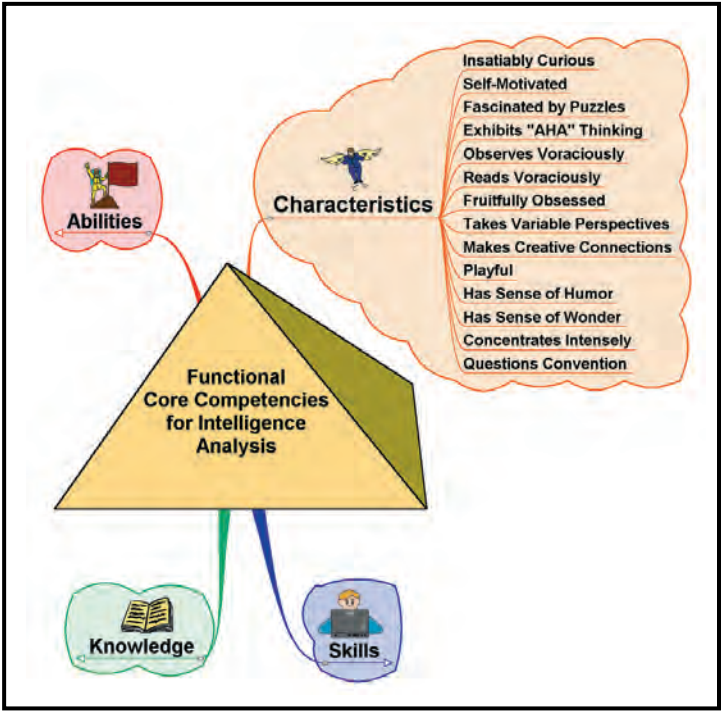 Insatiably Curious
Self-Motivated
Fascinated by Puzzles
Exhibits "AHA" Thinking
Observes Voraciously
Reads Voraciously
Fruitfully Obsessed
Takes Variable Perspectives
Makes Creative Connections
Playful
Has Sense of Humor
Has Sense of Wonder
Concentrates Intensely
Questions Convention
Characteristics
Abilities
Functional
Core Competencies
for Intelligence
Analysis
Knowledge
Skills